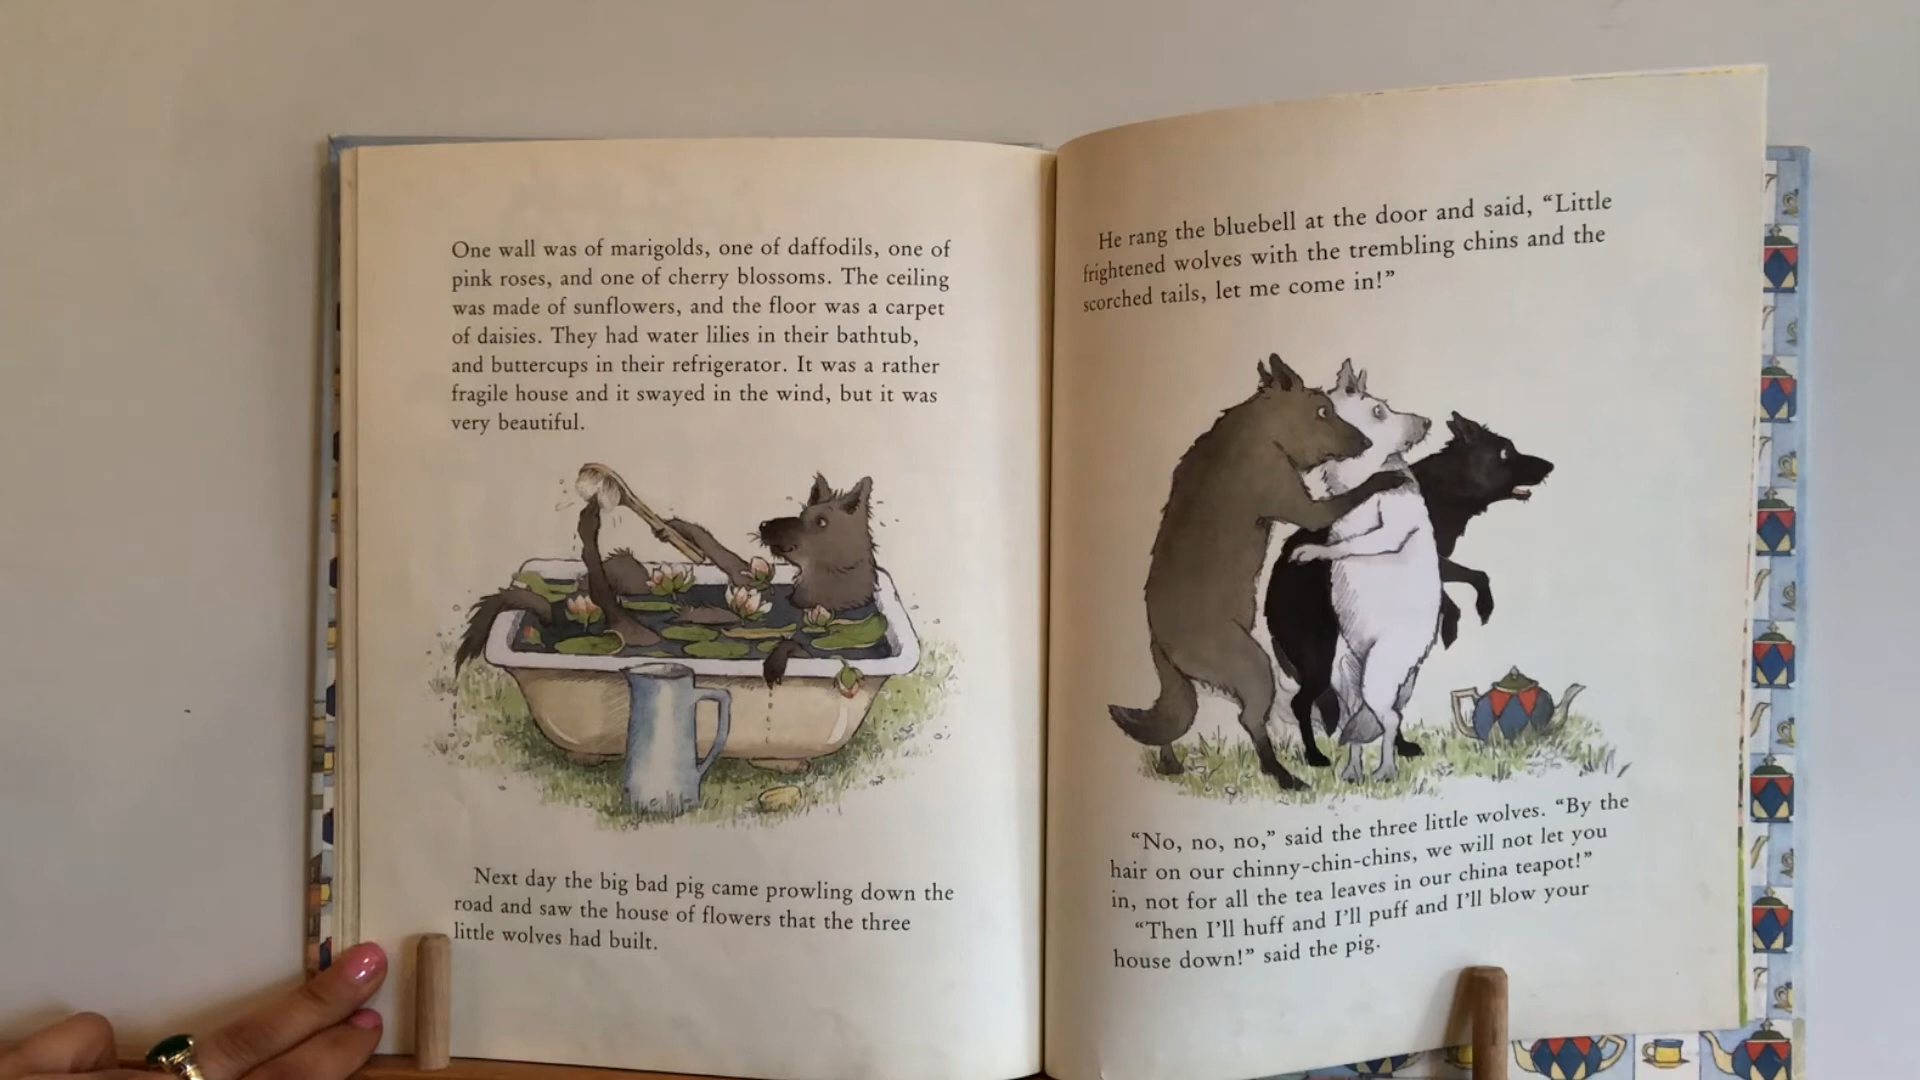 One wall was of marigolds, one of daffodils, one of
pink roses, and one of cherry blossoms. The ceiling
was made of sunflowers, and the floor was a carpet
of daisies. They had water lilies in their bathtub,
and buttercups in their refrigerator. It was a rather
fragile house and it swayed in the wind, but it was
very beautiful.
Next day the big bad pig came prowling down the
road and saw the house of flowers that the three
little wolves had built.
He rang the bluebell at the door and said, “Little
frightened wolves with the trembling chins and the
scorched tails, let me come in!”
“No, no, no,” said the three little wolves. “By the
hair on our chinny-chin-chins, we will not let you
in, not for all the tea leaves in our china teapot!”
“Then I’ll huff and I’ll puff and I’ll blow your
house down!” said the pig.